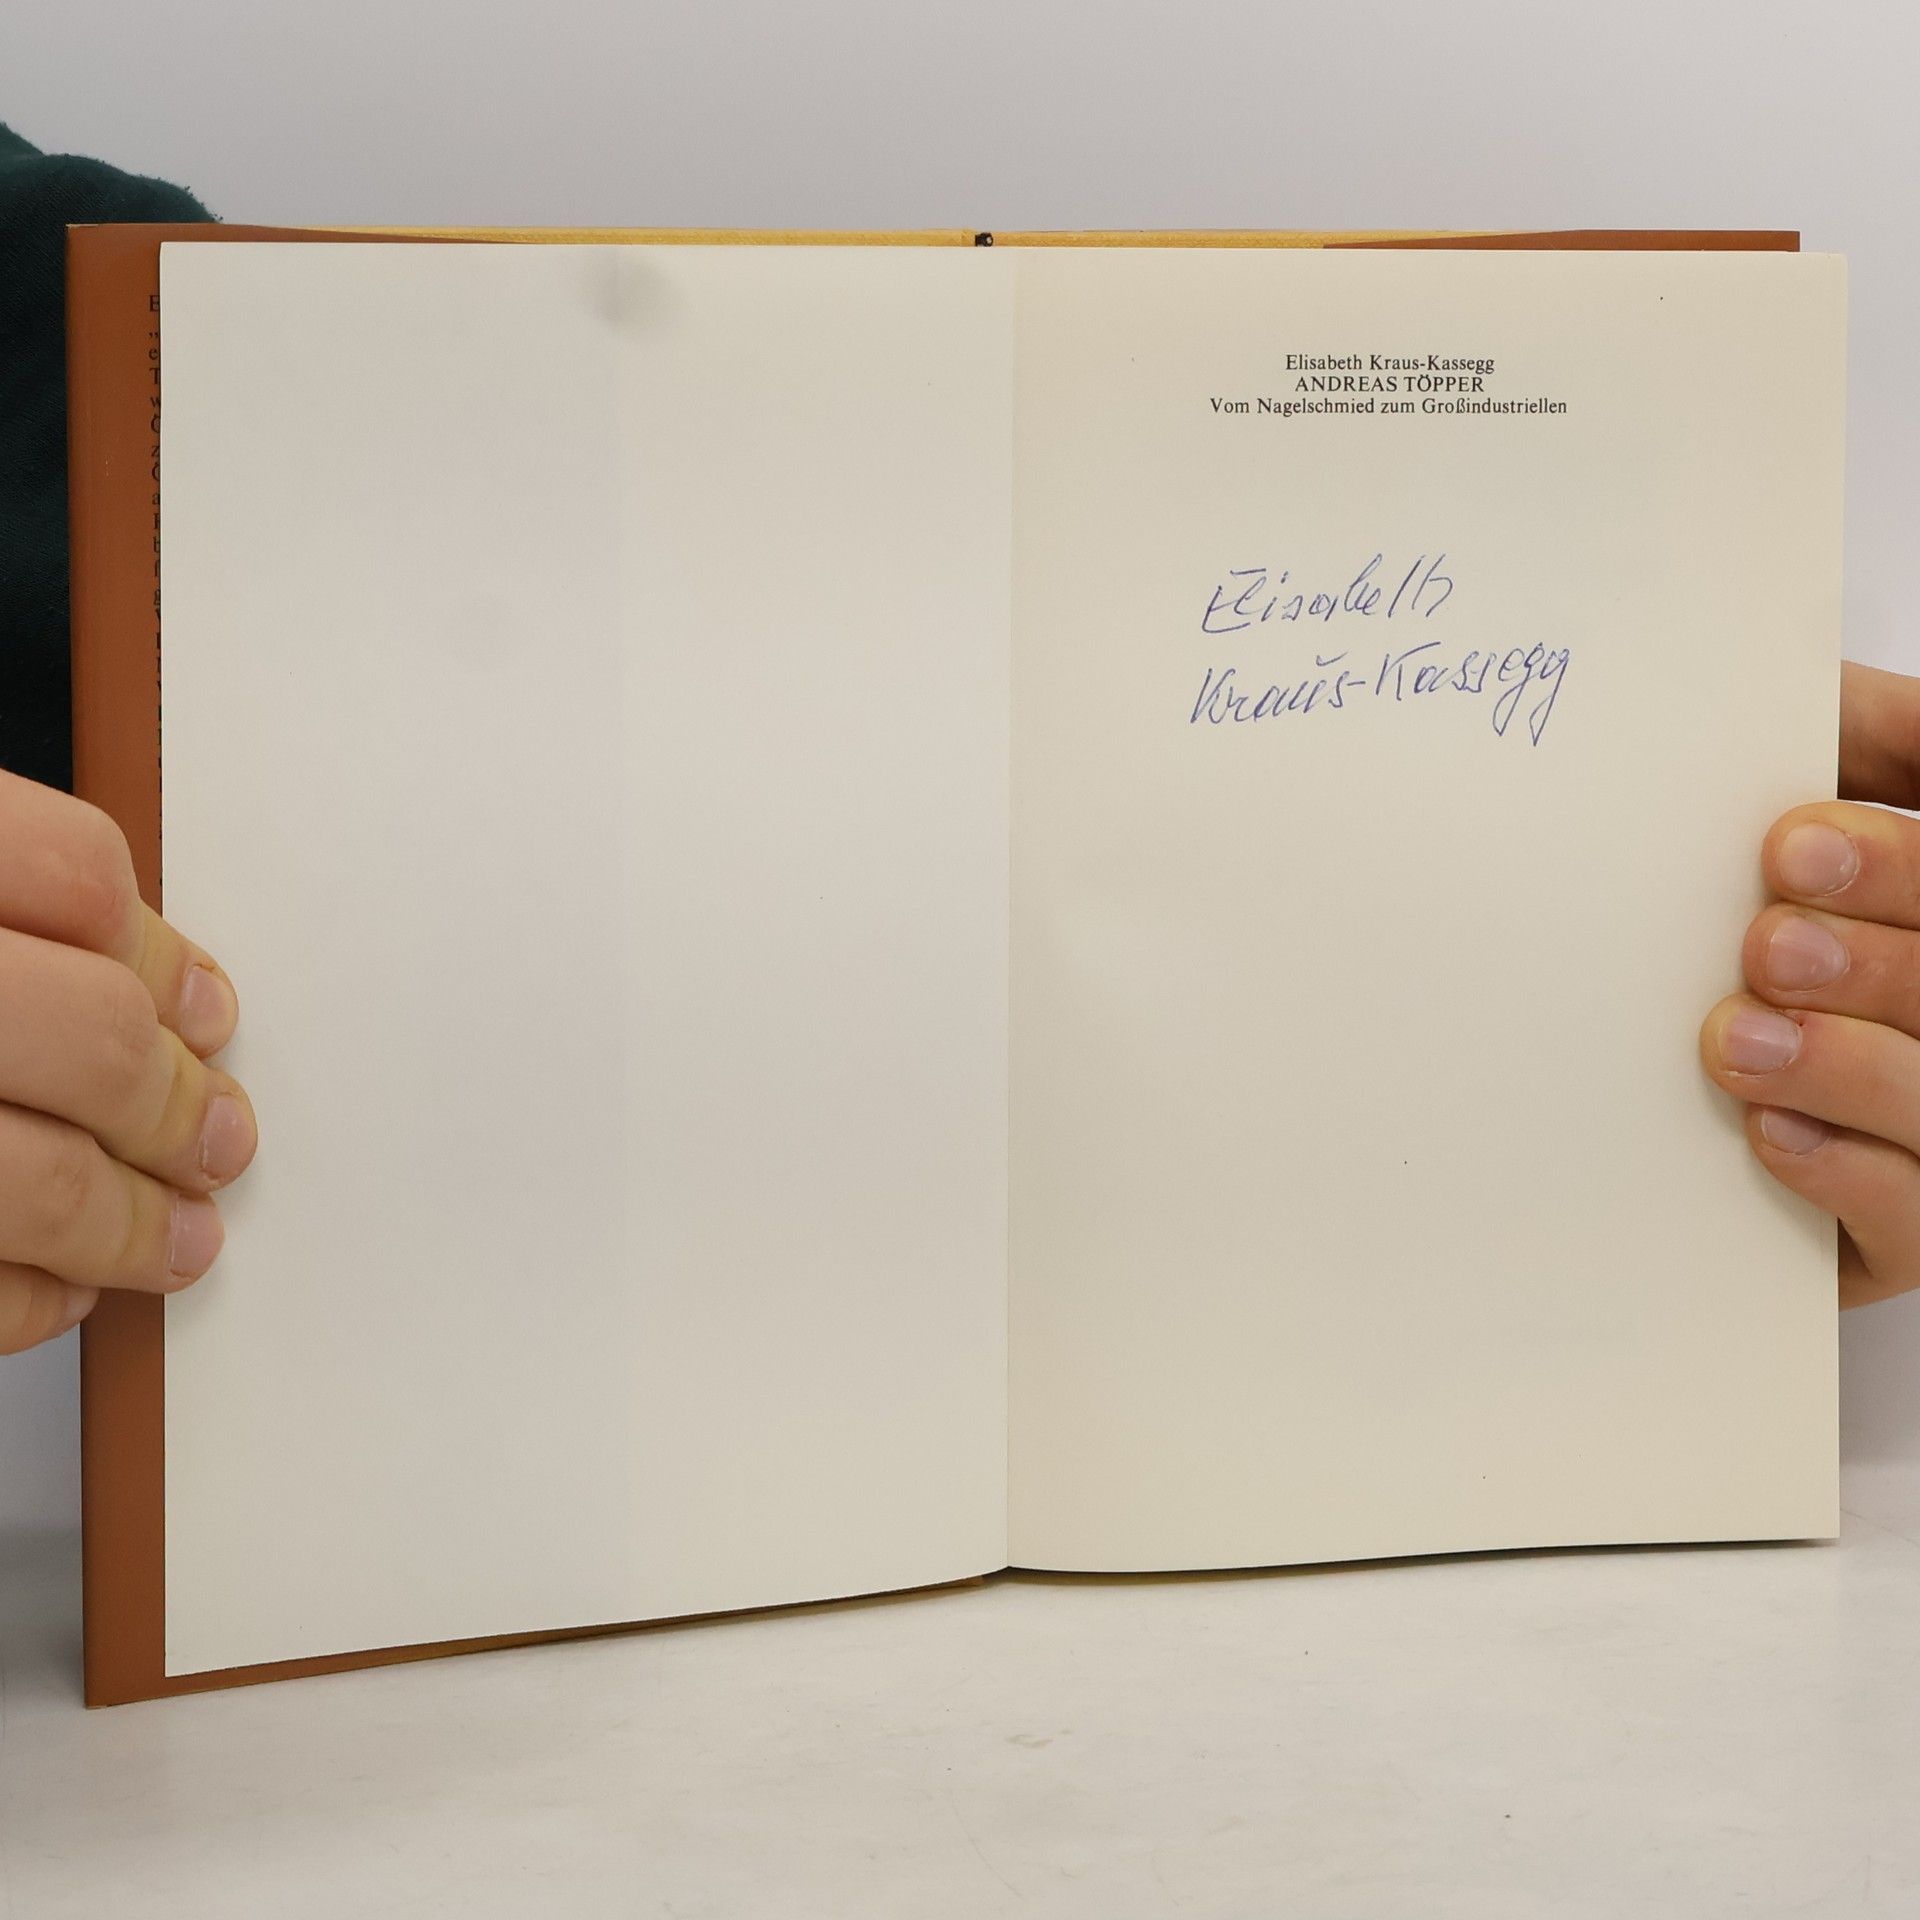 Elisabeth Kraus-Kassegg
ANDREAS TÖPPER
Vom Nagelschmied zum Großindustriellen
Elisabeth
Kraus-Kassegg